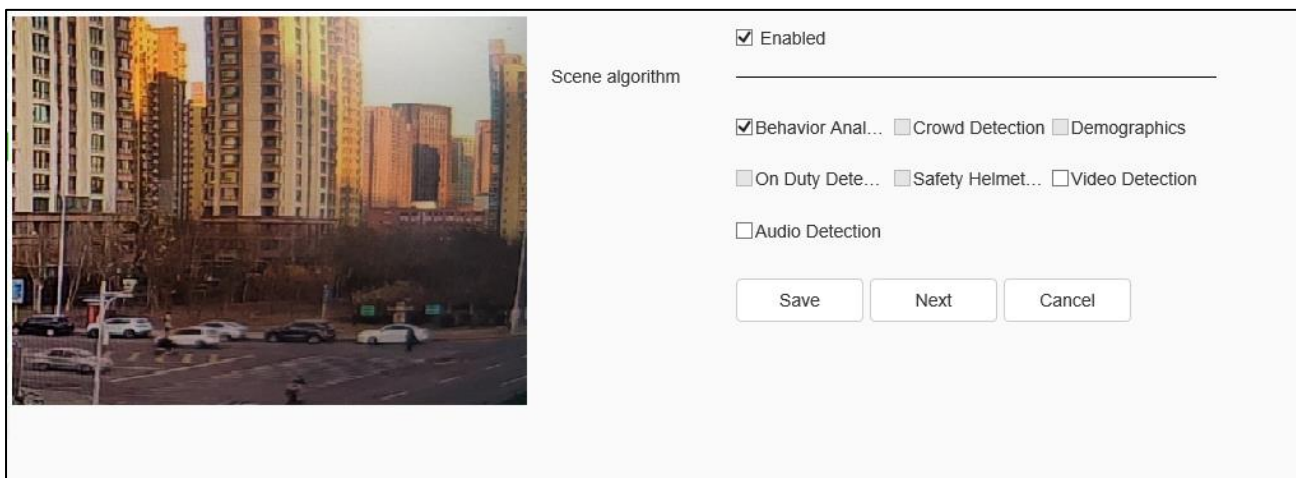 Enabled
Scene algorithm
Behavior Anal... Crowd Detection Demographics
On Duty Dete... Safety Helmet... Video Detection
Audio Detection
Save Next Cancel